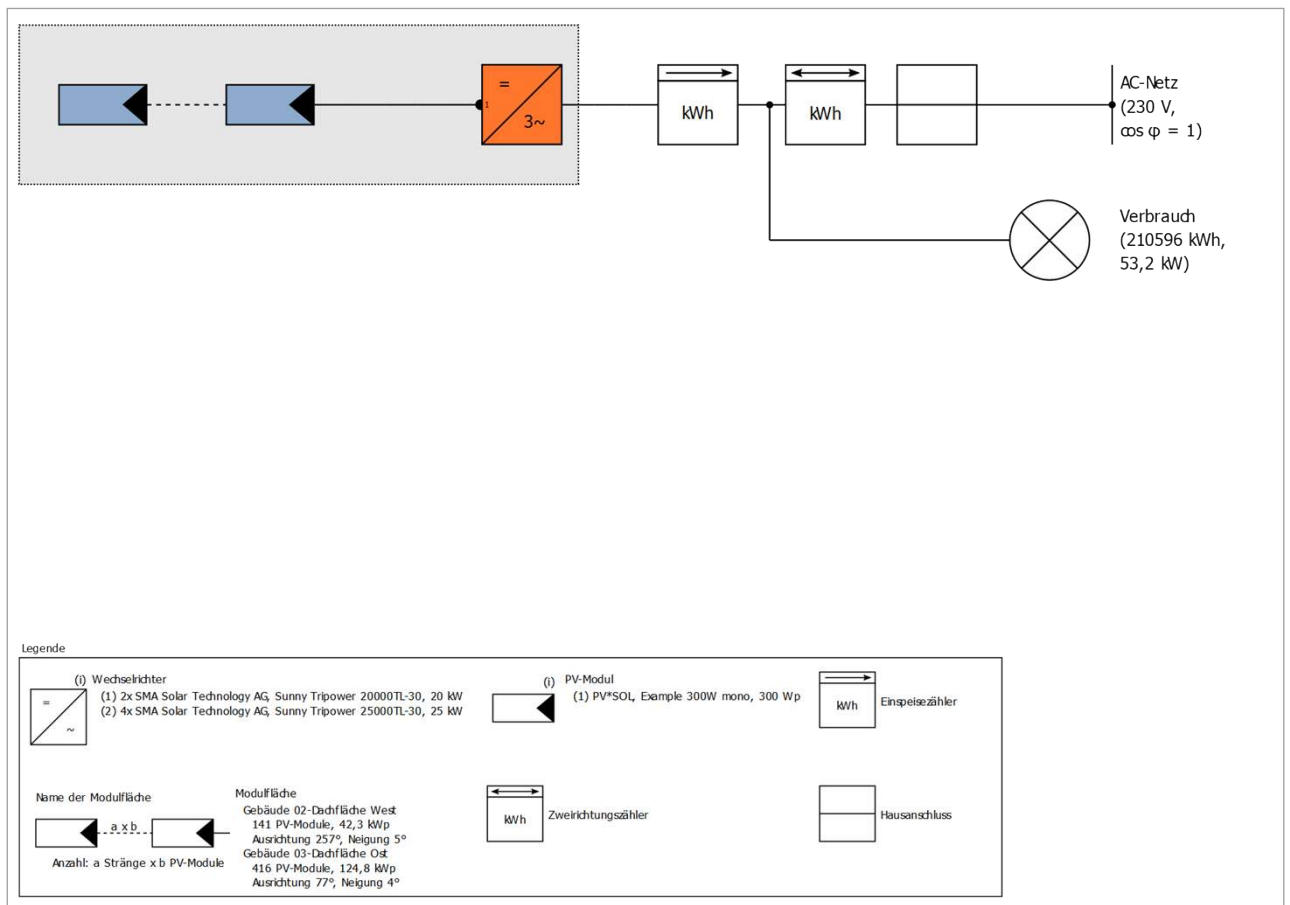 =
1
3~
kWh
kWh
AC-Netz
(230 V,
cos φ = 1)
Verbrauch
(210596 kWh,
53,2 kW)
Legende
(i) Wechselrichter
(1) 2x SMA Solar Technology AG, Sunny Tripower 20000TL-30, 20 kW
(2) 4x SMA Solar Technology AG, Sunny Tripower 25000TL-30, 25 kW
=
~
(i) PV-Modul
(1) PV*SOL, Example 300W mono, 300 Wp
kWh
Einspeisezähler
Name der Modulfläche
a x b
Anzahl: a Stränge x b PV-Module
Modulfläche
Gebäude 02-Dachfläche West
141 PV-Module, 42,3 kWp
Ausrichtung 257°, Neigung 5°
Gebäude 03-Dachfläche Ost
416 PV-Module, 124,8 kWp
Ausrichtung 77°, Neigung 4°
kWh
Zweirichtungszähler
Hausanschluss